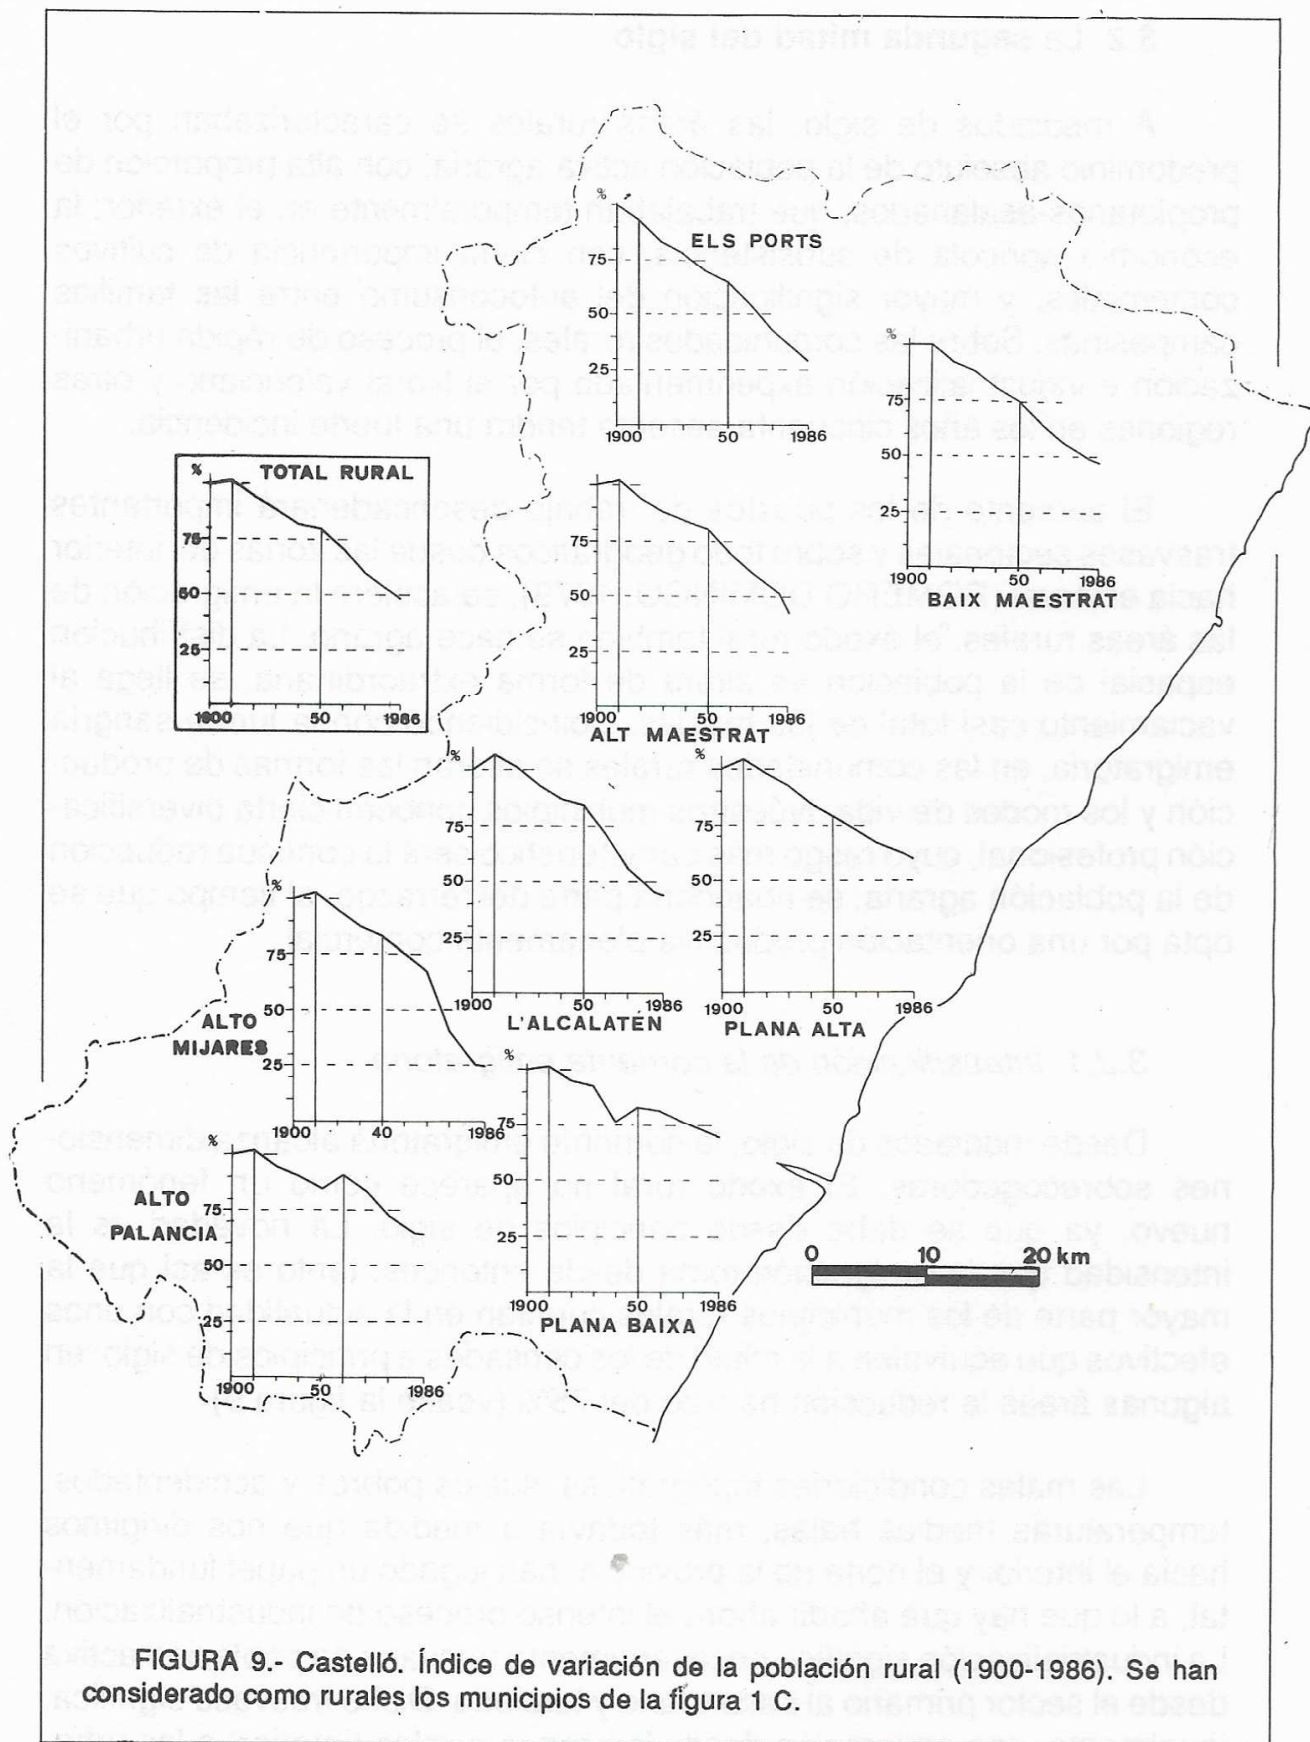 %
ELS PORTS
75
50
25
1900 50 1986
%
75
50
25
1900 50 1986
BAIX MAESTRAT
% TOTAL RURAL
75
50
25
1900 50 1986
75
50
25
1900 50 1986
ALT MAESTRAT
%
75
50
25
1900 50 1986
L'ALCALATÉN
%
75
50
25
1900 50 1986
PLANA ALTA
%
75
50
25
ALTO
MIJARES
1900 40 1986
%
75
50
25
1900 50 1986
PLANA BAIXA
%
ALTO
PALANCIA
75
50
25
1900 50 1986
0 10 20 km
FIGURA 9.- Castelló. Índice de variación de la población rural (1900-1986). Se han
considerado como rurales los municipios de la figura 1 C.